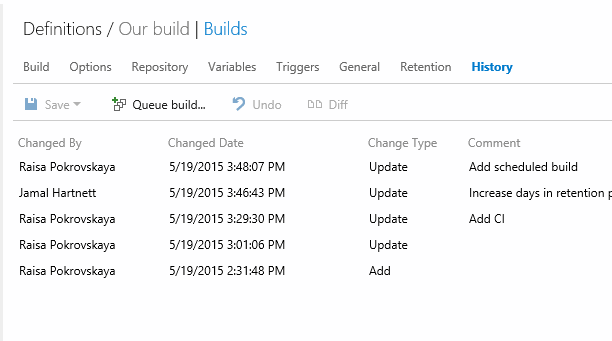 Definitions / Our build | Builds
Build Options Repository Variables Triggers General Retention History
Save Queue build... Undo Diff
Changed By Changed Date Change Type Comment
Raisa Pokrovskaya 5/19/2015 3:48:07 PM Update Add scheduled build
Jamal Hartnett 5/19/2015 3:46:43 PM Update Increase days in retention p
Raisa Pokrovskaya 5/19/2015 3:29:30 PM Update Add CI
Raisa Pokrovskaya 5/19/2015 3:01:06 PM Update
Raisa Pokrovskaya 5/19/2015 2:31:48 PM Add